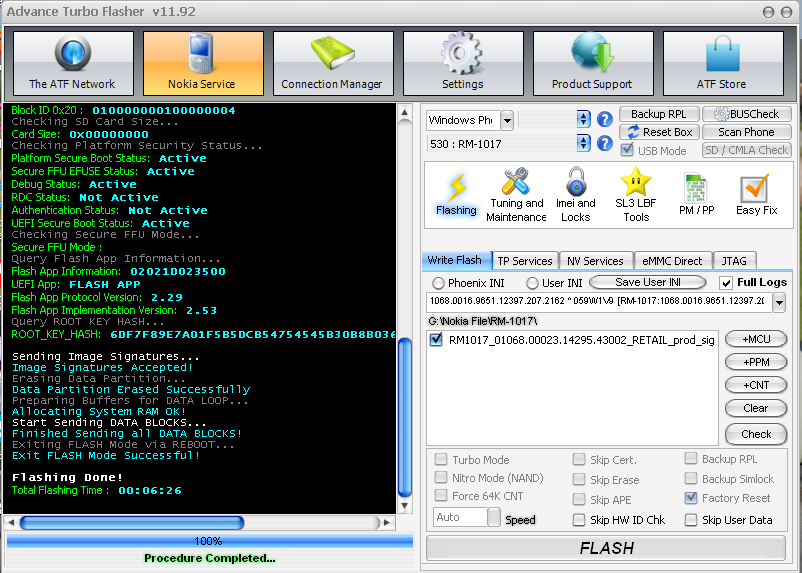 Advance Turbo Flasher v11.92
The ATF Network
Nokia Service
Connection Manager
Settings
Product Support
ATF Store
Block ID 0x20 : 010000000100000004
Checking SD Card Size...
Card Size: 0x00000000
Checking Platform Security Status...
Platform Secure Boot Status: Active
Secure FFU EFUSE Status: Active
Debug Status: Active
RDC Status: Not Active
Authentication Status: Not Active
UEFI Secure Boot Status: Active
Checking Secure FFU Mode...
Secure FFU Mode :
Query Flash App Information...
Flash App Information: 02021D023500
UEFI App: FLASH APP
Flash App Protocol Version: 2.29
Flash App Implementation Version: 2.53
Query ROOT KEY HASH...
ROOT_KEY_HASH: 6DF7F89E7A01F5B5DCB54754545B30B8B036
Sending Image Signatures...
Image Signatures Accepted!
Erasing Data Partition...
Data Partition Erased Successfully
Preparing Buffers for DATA LOOP...
Allocating System RAM OK!
Start Sending DATA BLOCKS...
Finished Sending all DATA BLOCKS!
Exiting FLASH Mode via REBOOT...
Exit FLASH Mode Successful!
Flashing Done!
Total Flashing Time : 00:06:26
100%
Procedure Completed...
Windows Ph
Backup RPL
BUSCheck
Reset Box
Scan Phone
530 : RM-1017
USB Mode
SD / CMLA Check
Flashing
Tuning and Maintenance
Imei and Locks
SL3 LBF Tools
PM / PP
Easy Fix
Write Flash
TP Services
NV Services
eMMC Direct
JTAG
Phoenix INI
User INI
Save User INI
Full Logs
1068.0016.9651.12397.207.2162 ^ 059W1V9 [RM-1017:1068.0016.9651.12397.20
G:\Nokia File\RM-1017\
RM1017_01068.00023.14295.43002_RETAIL_prod_sig
+MCU
+PPM
+CNT
Clear
Check
Turbo Mode
Skip Cert.
Backup RPL
Nitro Mode (NAND)
Skip Erase
Backup Simlock
Force 64K CNT
Skip APE
Factory Reset
Auto
Speed
Skip HW ID Chk
Skip User Data
FLASH